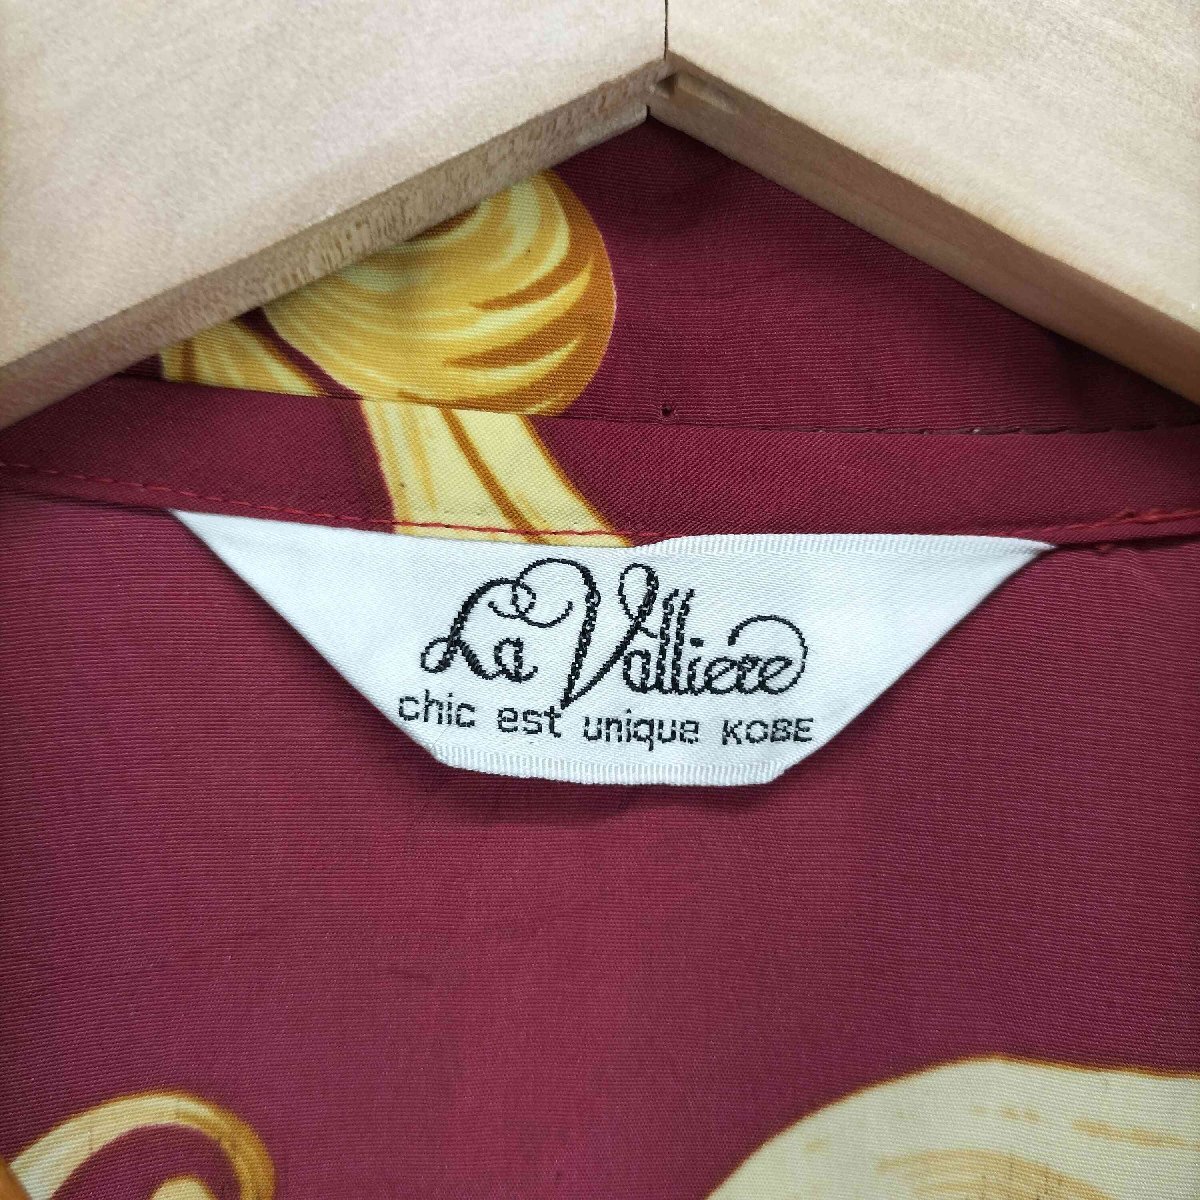 La Valliere
chic est unique KOBE